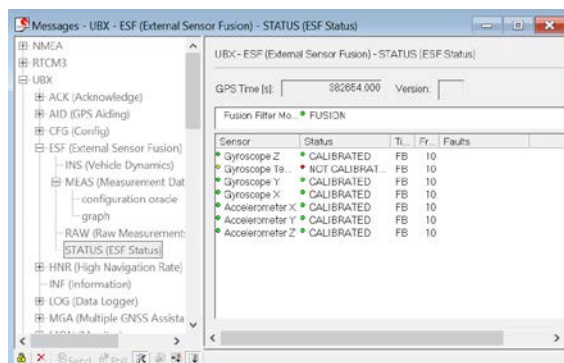 Messages - UBX - ESF (External Sensor Fusion) - STATUS (ESF Status)
NMEA
RTCM3
UBX
ACK (Acknowledge)
AID (GPS Aiding)
CFG (Config)
ESF (External Sensor Fusion)
INS (Vehicle Dynamics)
MEAS (Measurement Dat
configuration oracle
graph
RAW (Raw Measurement:
STATUS (ESF Status)
HNR (High Navigation Rate)
INF (Information)
LOG (Data Logger)
MGA (Multiple GNSS Assista
UBX - ESF (External Sensor Fusion) - STATUS (ESF Status)
GPS Time [s]: 382654.000 Version:
Fusion Filter Mo... FUSION
Sensor Status Ti... Fr... Faults
Gyroscope Z CALIBRATED FB 10
Gyroscope Te... NOT CALIBRAT... FB 10
Gyroscope Y CALIBRATED FB 10
Gyroscope X CALIBRATED FB 10
Accelerometer X CALIBRATED FB 10
Accelerometer Y CALIBRATED FB 10
Accelerometer Z CALIBRATED FB 10
Send Poll